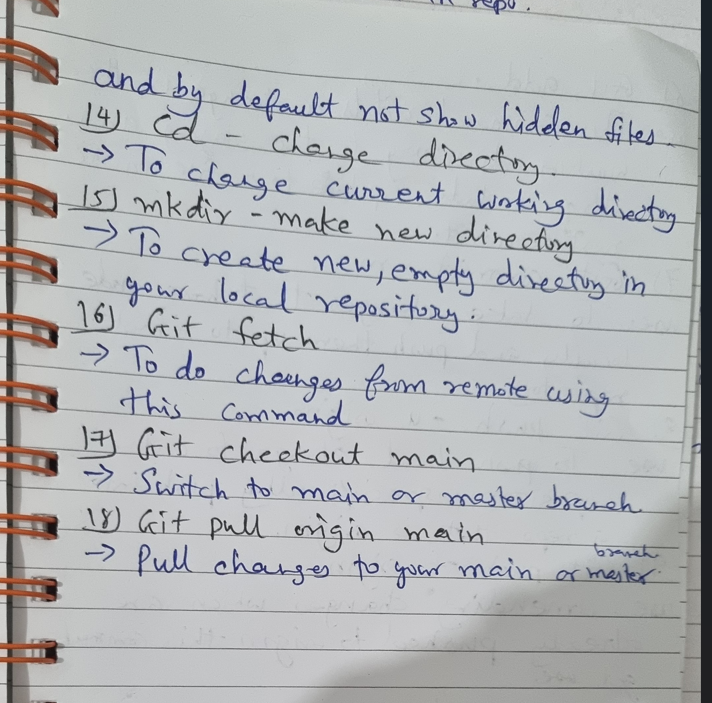 in repo.
and by default not show hidden files.
14) cd - change directory.
→ To change current working directory
15) mkdir - make new directory
→ To create new, empty directory in
your local repository.
16) Git fetch
→ To do changes from remote using
this command
17) Git checkout main
→ Switch to main or master branch
18) Git pull origin main
→ Pull changes to your main or master branch